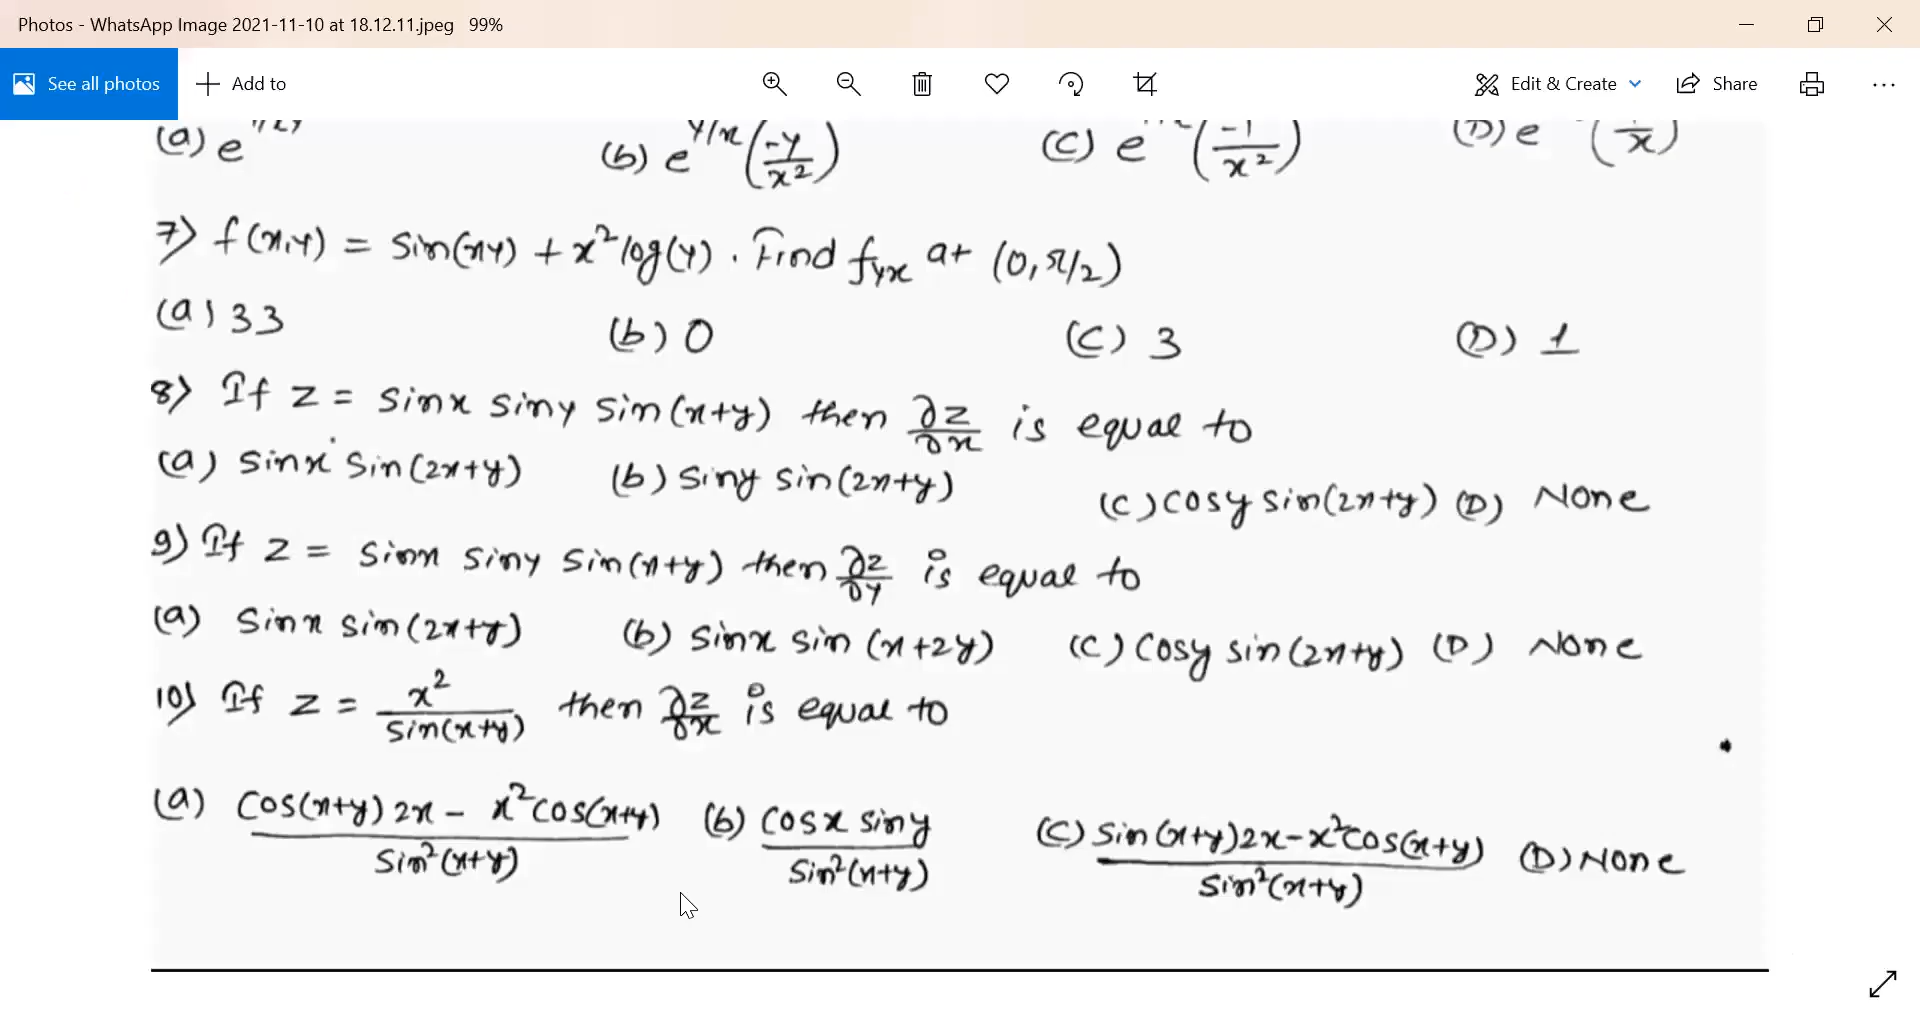 Photos - WhatsApp Image 2021-11-10 at 18.12.11.jpeg 99%
See all photos Add to Edit & Create Share
(a) e (b) e^{y/x}(-y/x²) (c) e (-1/x²) (D) e (1/x)
7) f(x,y) = Sin(xy) + x² log(y) . Find f_{yx} at (0, π/2)
(a) 33 (b) 0 (c) 3 (D) 1
8) If z = sinx siny sin(x+y) then ∂z/∂x is equal to
(a) sinx sin(2x+y) (b) siny sin(2x+y) (c) cosy sin(2x+y) (D) None
9) If z = sinx siny sin(x+y) then ∂z/∂y is equal to
(a) sinx sin(2x+y) (b) sinx sin (x+2y) (c) cosy sin(2x+y) (D) None
10) If z = x²/sin(x+y) then ∂z/∂x is equal to
(a) cos(x+y) 2x - x² cos(x+y) / sin²(x+y) (b) cosx siny / sin²(x+y) (c) sin(x+y)2x - x² cos(x+y) / sin²(x+y) (D) None